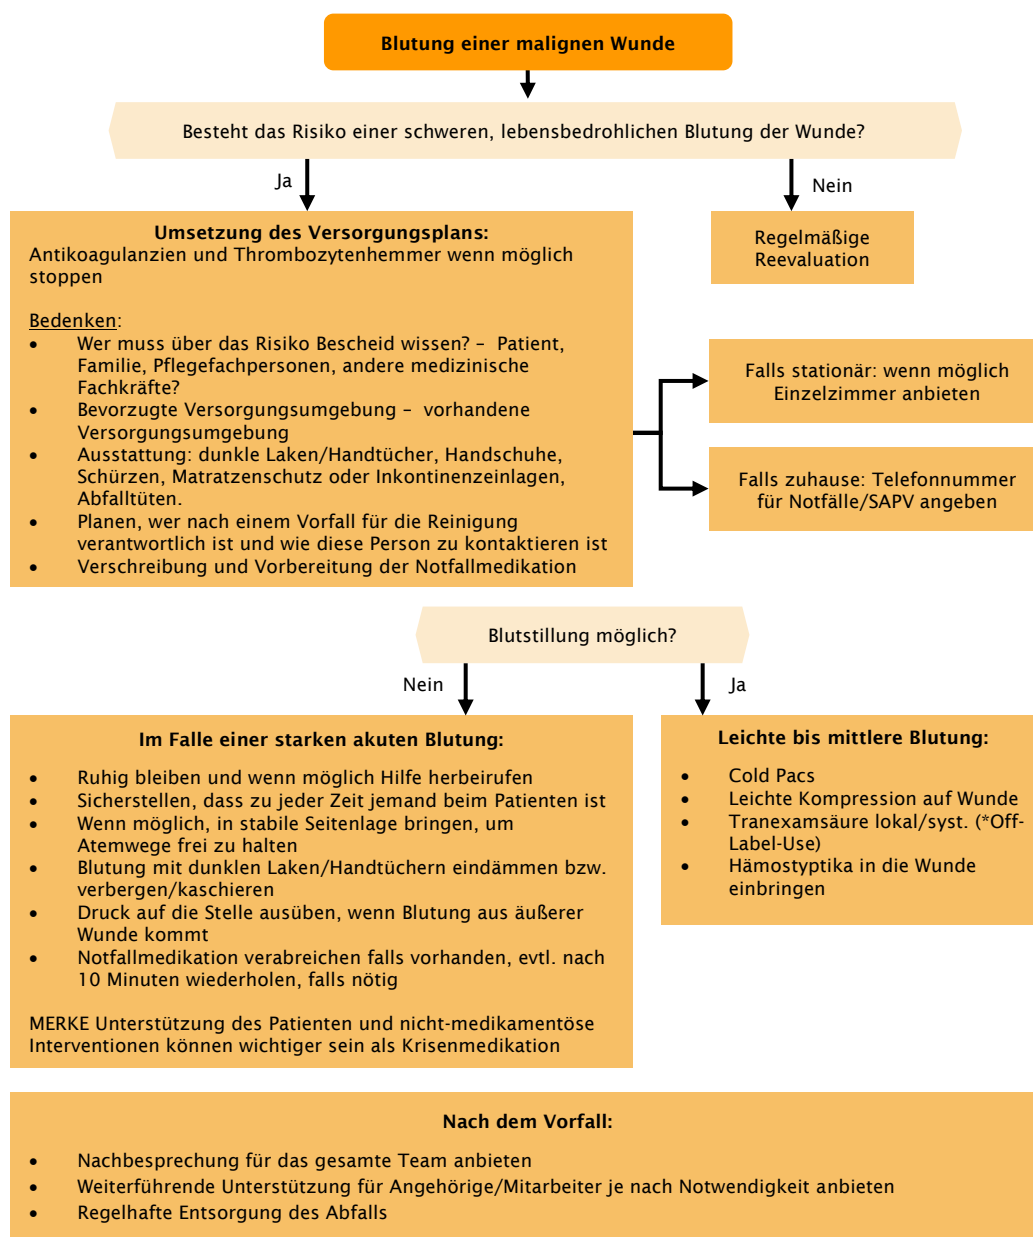 Blutung einer malignen Wunde
Besteht das Risiko einer schweren, lebensbedrohlichen Blutung der Wunde?
Ja
Nein
Umsetzung des Versorgungsplans:
Antikoagulanzien und Thrombozytenhemmer wenn möglich
stoppen
Bedenken:
• Wer muss über das Risiko Bescheid wissen? – Patient,
Familie, Pflegefachpersonen, andere medizinische
Fachkräfte?
• Bevorzugte Versorgungsumgebung – vorhandene
Versorgungsumgebung
• Ausstattung: dunkle Laken/Handtücher, Handschuhe,
Schürzen, Matratzenschutz oder Inkontinenzeinlagen,
Abfalltüten.
• Planen, wer nach einem Vorfall für die Reinigung
verantwortlich ist und wie diese Person zu kontaktieren ist
• Verschreibung und Vorbereitung der Notfallmedikation
Regelmäßige
Reevaluation
Falls stationär: wenn möglich
Einzelzimmer anbieten
Falls zuhause: Telefonnummer
für Notfälle/SAPV angeben
Blutstillung möglich?
Nein
Ja
Im Falle einer starken akuten Blutung:
• Ruhig bleiben und wenn möglich Hilfe herbeirufen
• Sicherstellen, dass zu jeder Zeit jemand beim Patienten ist
• Wenn möglich, in stabile Seitenlage bringen, um
Atemwege frei zu halten
• Blutung mit dunklen Laken/Handtüchern eindämmen bzw.
verbergen/kaschieren
• Druck auf die Stelle ausüben, wenn Blutung aus äußerer
Wunde kommt
• Notfallmedikation verabreichen falls vorhanden, evtl. nach
10 Minuten wiederholen, falls nötig
MERKE Unterstützung des Patienten und nicht-medikamentöse
Interventionen können wichtiger sein als Krisenmedikation
Leichte bis mittlere Blutung:
• Cold Pacs
• Leichte Kompression auf Wunde
• Tranexamsäure lokal/syst. (*Off-
Label-Use)
• Hämostyptika in die Wunde
einbringen
Nach dem Vorfall:
• Nachbesprechung für das gesamte Team anbieten
• Weiterführende Unterstützung für Angehörige/Mitarbeiter je nach Notwendigkeit anbieten
• Regelhafte Entsorgung des Abfalls